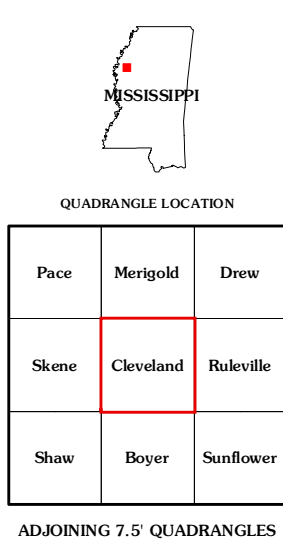 MISSISSIPPI
QUADRANGLE LOCATION
Pace Merigold Drew
Skene Cleveland Ruleville
Shaw Boyer Sunflower
ADJOINING 7.5' QUADRANGLES